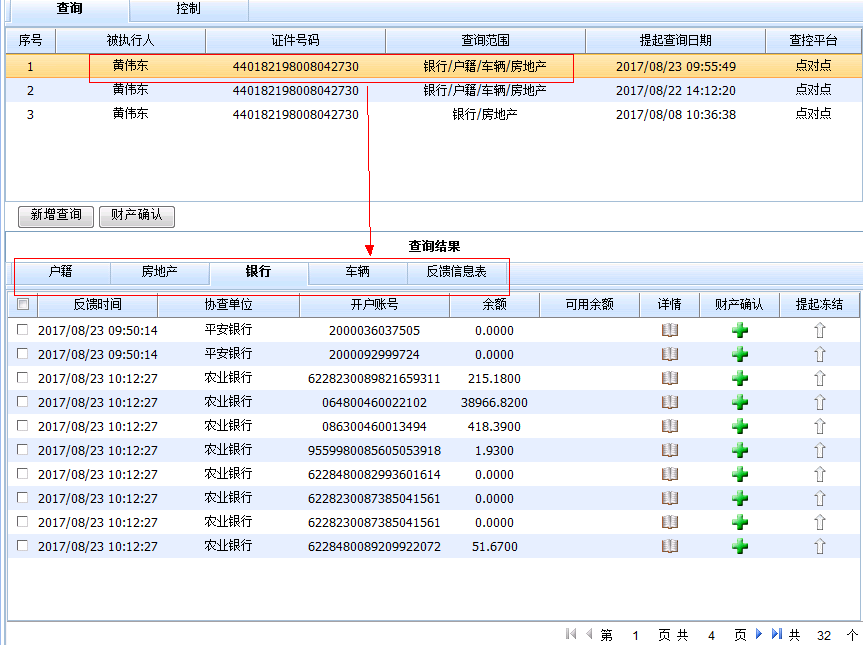 查询 控制
序号 被执行人 证件号码 查询范围 提起查询日期 查控平台
1 黄伟东 440182198008042730 银行/户籍/车辆/房地产 2017/08/23 09:55:49 点对点
2 黄伟东 440182198008042730 银行/户籍/车辆/房地产 2017/08/22 14:12:20 点对点
3 黄伟东 440182198008042730 银行/房地产 2017/08/08 10:36:38 点对点
新增查询 财产确认
查询结果
户籍 房地产 银行 车辆 反馈信息表
反馈时间 协查单位 开户账号 余额 可用余额 详情 财产确认 提起冻结
2017/08/23 09:50:14 平安银行 2000036037505 0.0000
2017/08/23 09:50:14 平安银行 2000092999724 0.0000
2017/08/23 10:12:27 农业银行 6228230089821659311 215.1800
2017/08/23 10:12:27 农业银行 064800460022102 38966.8200
2017/08/23 10:12:27 农业银行 086300460013494 418.3900
2017/08/23 10:12:27 农业银行 9559980085605053918 1.9300
2017/08/23 10:12:27 农业银行 6228480082993601614 0.0000
2017/08/23 10:12:27 农业银行 6228230087385041561 0.0000
2017/08/23 10:12:27 农业银行 6228230087385041561 0.0000
2017/08/23 10:12:27 农业银行 6228480089209922072 51.6700
第 1 页 共 4 页 共 32 个